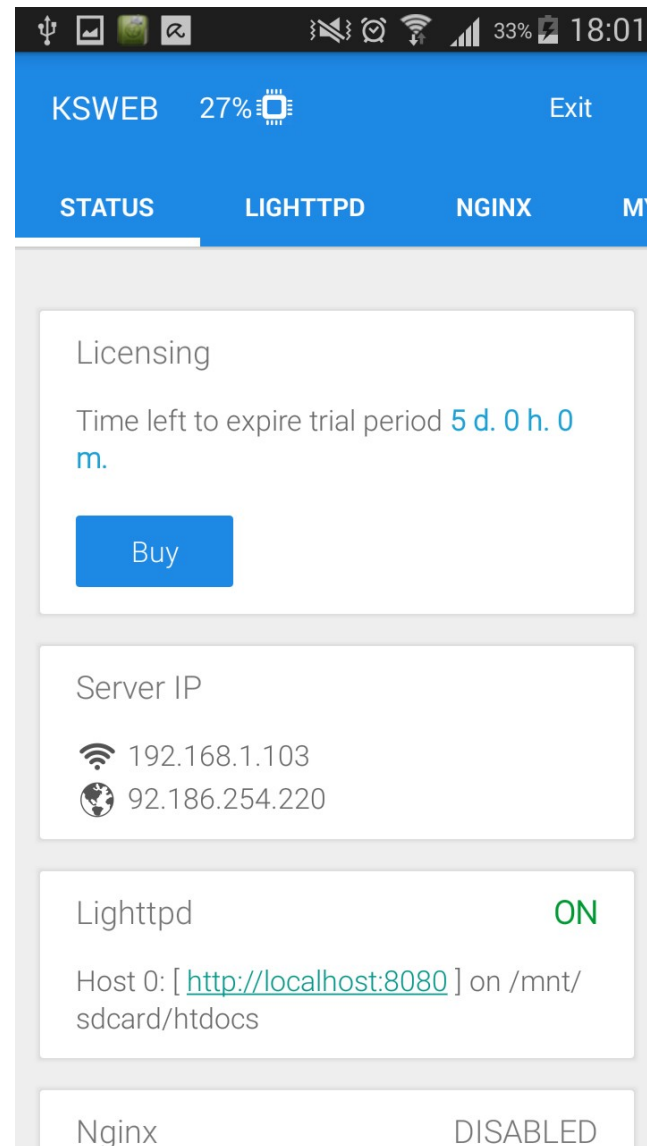 33% 18:01
KSWEB 27% Exit
STATUS LIGHTTPD NGINX MY
Licensing
Time left to expire trial period 5 d. 0 h. 0
m.
Buy
Server IP
192.168.1.103
92.186.254.220
Lighttpd ON
Host 0: [ http://localhost:8080 ] on /mnt/
sdcard/htdocs
Nginx DISABLED